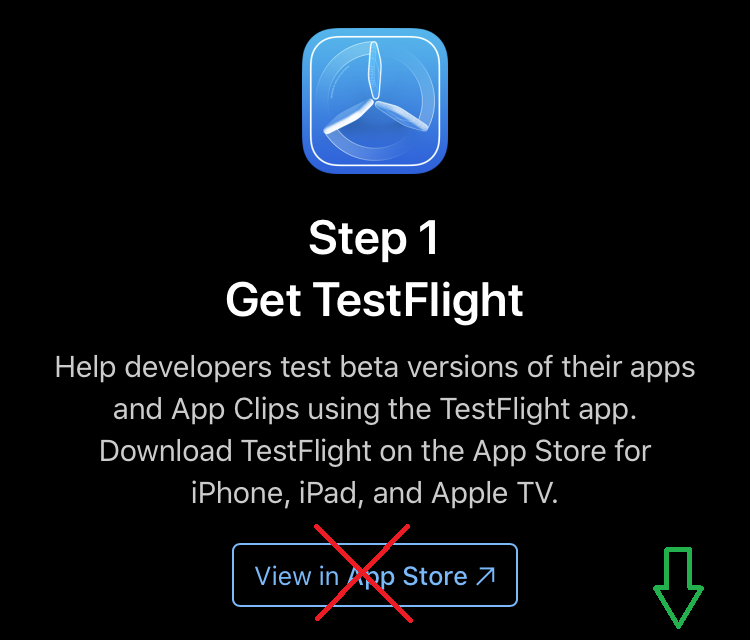 Step 1
Get TestFlight
Help developers test beta versions of their apps
and App Clips using the TestFlight app.
Download TestFlight on the App Store for
iPhone, iPad, and Apple TV.
View in App Store